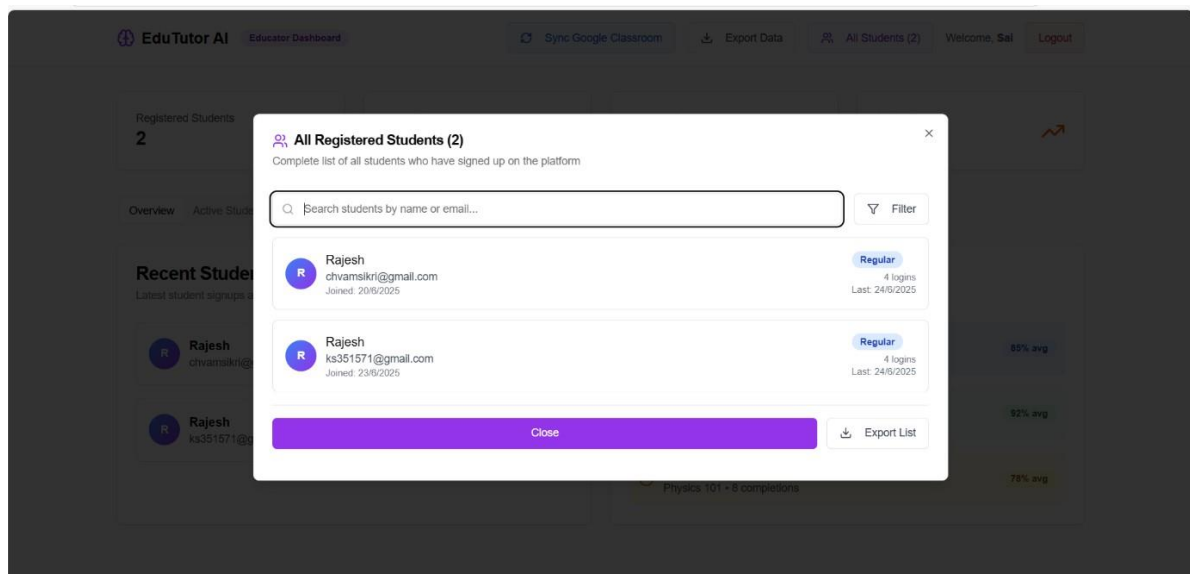 EduTutor AI Educator Dashboard Sync Google Classroom Export Data All Students (2) Welcome, Sai Logout
Registered Students
2
Overview Active Stude
Recent Studen
Latest student signups a
R Rajesh
chvamsikri@g
R Rajesh
ks351571@g
All Registered Students (2)
Complete list of all students who have signed up on the platform
Search students by name or email...
Filter
R Rajesh Regular
chvamsikri@gmail.com 4 logins
Joined: 20/6/2025 Last: 24/6/2025
R Rajesh Regular
ks351571@gmail.com 4 logins
Joined: 23/6/2025 Last: 24/6/2025
Close Export List
85% avg
92% avg
78% avg
Physics 101 • 8 completions